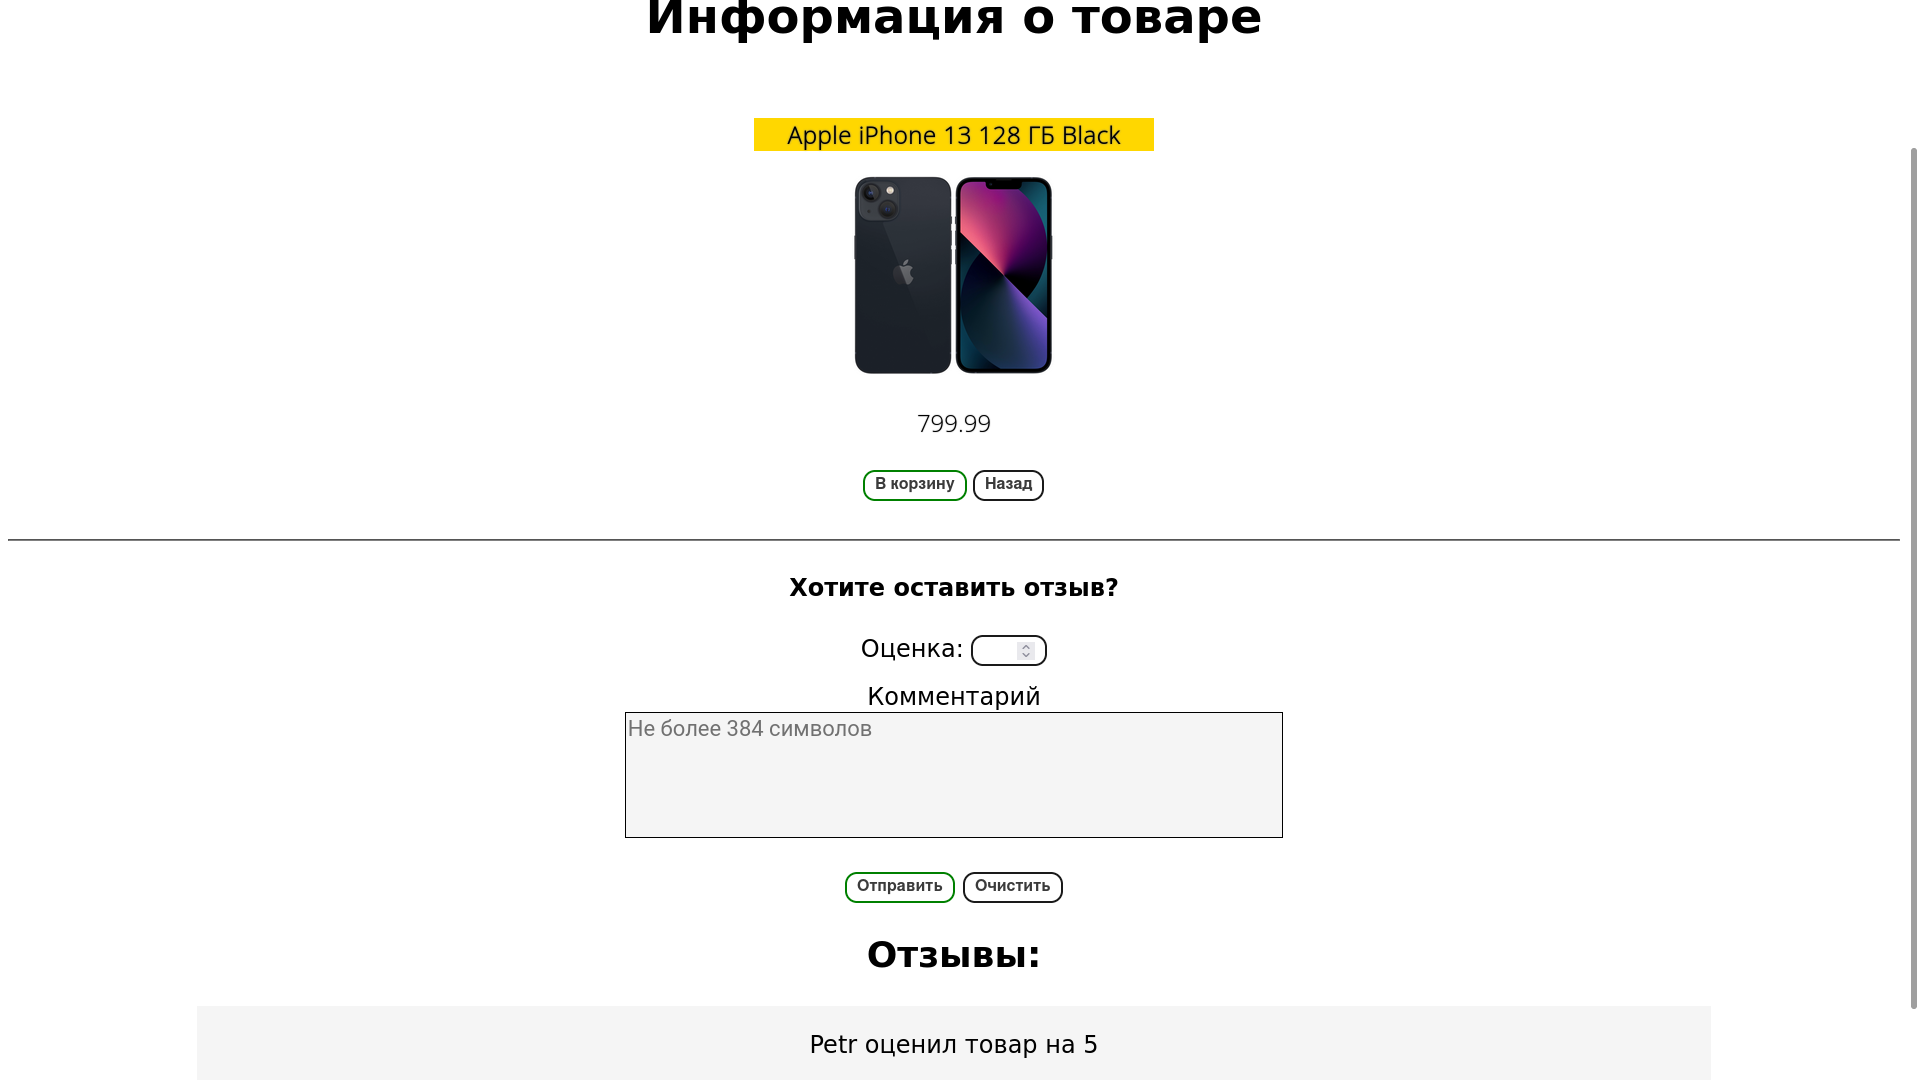 Информация о товаре
Apple iPhone 13 128 ГБ Black
799.99
В корзину Назад
Хотите оставить отзыв?
Оценка:
Комментарий
Не более 384 символов
Отправить Очистить
Отзывы:
Petr оценил товар на 5